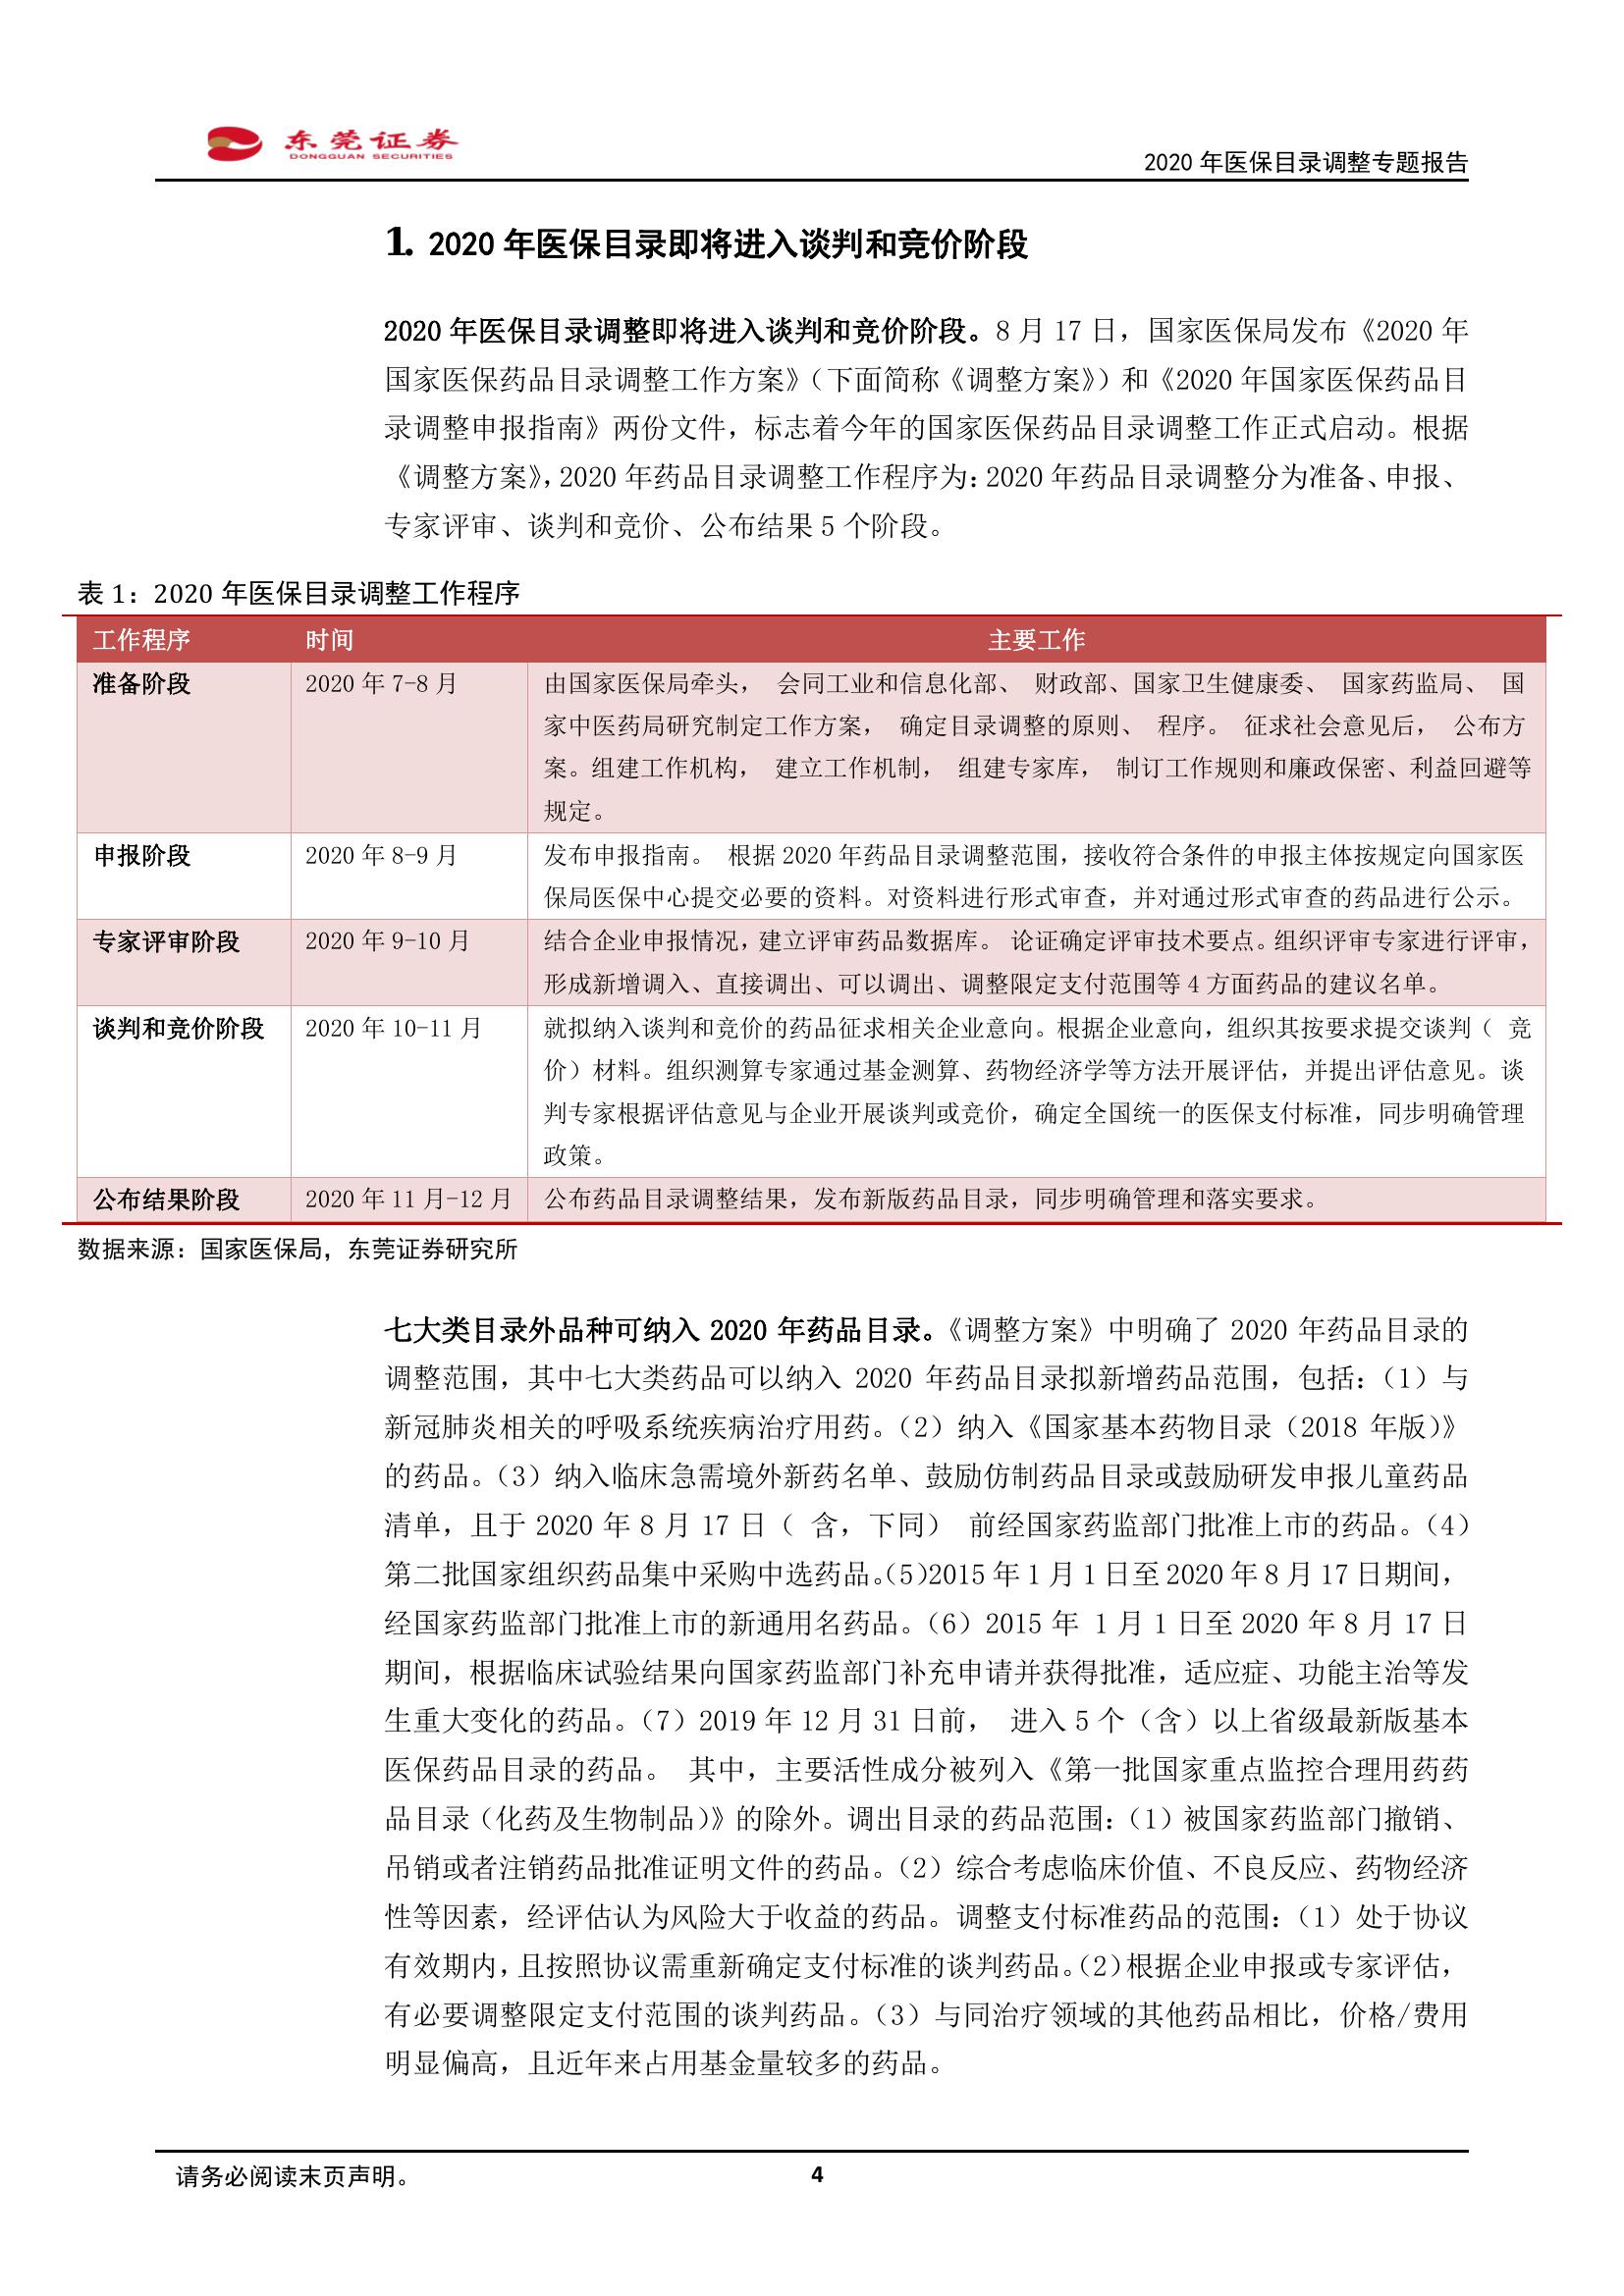 东莞证券
DONGGUAN SECURITIES
2020 年医保目录调整专题报告
1. 2020 年医保目录即将进入谈判和竞价阶段
2020 年医保目录调整即将进入谈判和竞价阶段。8 月 17 日，国家医保局发布《2020 年
国家医保药品目录调整工作方案》（下面简称《调整方案》）和《2020 年国家医保药品目
录调整申报指南》两份文件，标志着今年的国家医保药品目录调整工作正式启动。根据
《调整方案》，2020 年药品目录调整工作程序为：2020 年药品目录调整分为准备、申报、
专家评审、谈判和竞价、公布结果 5 个阶段。
表 1：2020 年医保目录调整工作程序
工作程序 时间 主要工作
准备阶段 2020 年 7-8 月 由国家医保局牵头， 会同工业和信息化部、 财政部、国家卫生健康委、 国家药监局、 国
家中医药局研究制定工作方案， 确定目录调整的原则、 程序。 征求社会意见后， 公布方
案。组建工作机构， 建立工作机制， 组建专家库， 制订工作规则和廉政保密、利益回避等
规定。
申报阶段 2020 年 8-9 月 发布申报指南。 根据 2020 年药品目录调整范围，接收符合条件的申报主体按规定向国家医
保局医保中心提交必要的资料。对资料进行形式审查，并对通过形式审查的药品进行公示。
专家评审阶段 2020 年 9-10 月 结合企业申报情况，建立评审药品数据库。 论证确定评审技术要点。组织评审专家进行评审，
形成新增调入、直接调出、可以调出、调整限定支付范围等 4 方面药品的建议名单。
谈判和竞价阶段 2020 年 10-11 月 就拟纳入谈判和竞价的药品征求相关企业意向。根据企业意向，组织其按要求提交谈判（ 竞
价）材料。组织测算专家通过基金测算、药物经济学等方法开展评估，并提出评估意见。谈
判专家根据评估意见与企业开展谈判或竞价，确定全国统一的医保支付标准，同步明确管理
政策。
公布结果阶段 2020 年 11 月-12 月 公布药品目录调整结果，发布新版药品目录，同步明确管理和落实要求。
数据来源：国家医保局，东莞证券研究所
七大类目录外品种可纳入 2020 年药品目录。《调整方案》中明确了 2020 年药品目录的
调整范围，其中七大类药品可以纳入 2020 年药品目录拟新增药品范围，包括：（1）与
新冠肺炎相关的呼吸系统疾病治疗用药。（2）纳入《国家基本药物目录（2018 年版）》
的药品。（3）纳入临床急需境外新药名单、鼓励仿制药品目录或鼓励研发申报儿童药品
清单，且于 2020 年 8 月 17 日（ 含，下同） 前经国家药监部门批准上市的药品。（4）
第二批国家组织药品集中采购中选药品。（5）2015 年 1 月 1 日至 2020 年 8 月 17 日期间，
经国家药监部门批准上市的新通用名药品。（6）2015 年 1 月 1 日至 2020 年 8 月 17 日
期间，根据临床试验结果向国家药监部门补充申请并获得批准，适应症、功能主治等发
生重大变化的药品。（7）2019 年 12 月 31 日前， 进入 5 个（含）以上省级最新版基本
医保药品目录的药品。 其中，主要活性成分被列入《第一批国家重点监控合理用药药
品目录（化药及生物制品）》的除外。调出目录的药品范围：（1）被国家药监部门撤销、
吊销或者注销药品批准证明文件的药品。（2）综合考虑临床价值、不良反应、药物经济
性等因素，经评估认为风险大于收益的药品。调整支付标准药品的范围：（1）处于协议
有效期内，且按照协议需重新确定支付标准的谈判药品。（2）根据企业申报或专家评估，
有必要调整限定支付范围的谈判药品。（3）与同治疗领域的其他药品相比，价格/费用
明显偏高，且近年来占用基金量较多的药品。
请务必阅读末页声明。 4